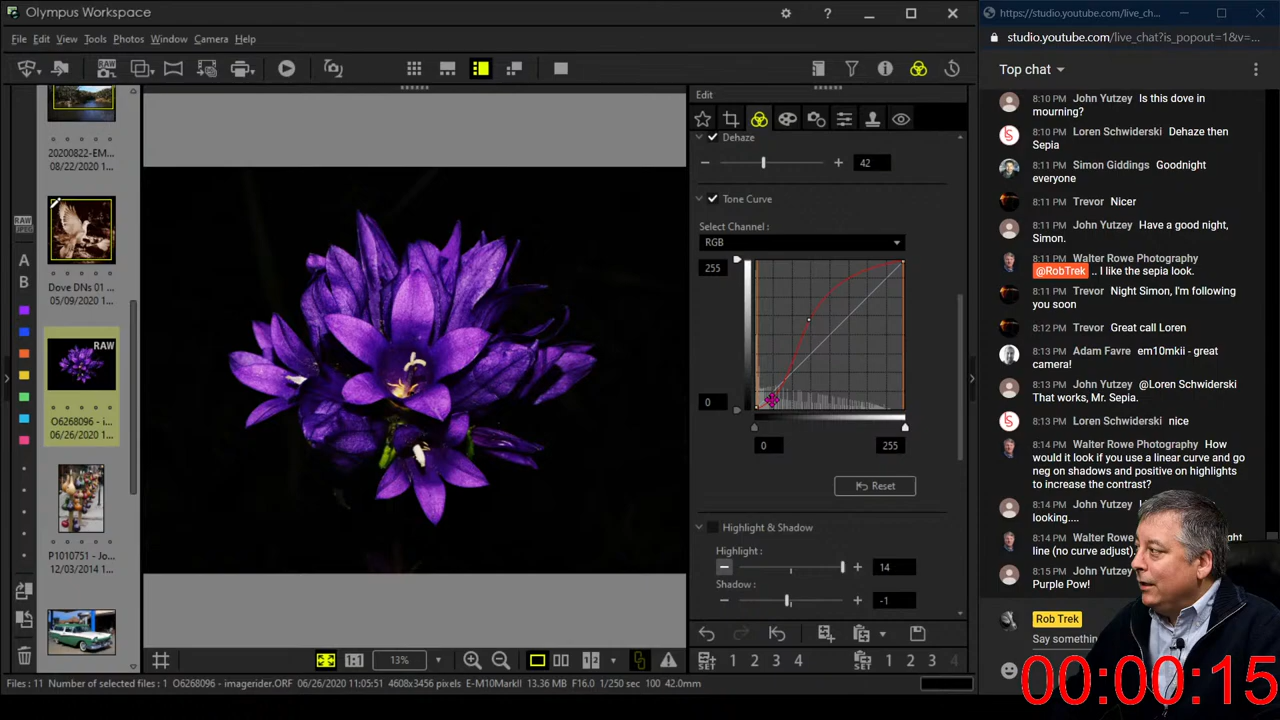 Olympus Workspace
File Edit View Tools Photos Window Camera Help
RAW
20200822-EM...
08/22/2020 1...
RAW
JPEG
A
B
Dove DNs 01 ...
05/09/2020 1...
RAW
O6268096 - i...
06/26/2020 1...
P1010751 - Jo...
12/03/2014 1...
Edit
Dehaze
42
Tone Curve
Select Channel :
RGB
255
0
0
255
Reset
Highlight & Shadow
Highlight :
14
Shadow :
-1
1:1
13%
1 2
SET 1 2 3 4
SET 1 2 3 4
Files : 11 Number of selected files : 1 O6268096 - imagerider.ORF 06/26/2020 11:05:51 4608x3456 pixels E-M10MarkII 13.36 MB F16.0 1/250 sec 100 42.0mm
https://studio.youtube.com/live_ch...
studio.youtube.com/live_chat?is_popout=1&v=...
Top chat
8:10 PM John Yutzey Is this dove in
mourning?
8:10 PM Loren Schwiderski Dehaze then
Sepia
8:11 PM Simon Giddings Goodnight
everyone
8:11 PM Trevor Nicer
8:11 PM John Yutzey Have a good night,
Simon.
8:11 PM Walter Rowe Photography
@RobTrek .. I like the sepia look.
8:11 PM Trevor Night Simon, I'm following
you soon
8:12 PM Trevor Great call Loren
8:13 PM Adam Favre em10mkii - great
camera!
8:13 PM John Yutzey @Loren Schwiderski
That works, Mr. Sepia.
8:13 PM Loren Schwiderski nice
8:14 PM Walter Rowe Photography How
would it look if you use a linear curve and go
neg on shadows and positive on highlights
to increase the contrast?
8:14 PM John Yutzey
looking....
8:14 PM Walter Rowe
line (no curve adjust)
8:15 PM John Yutzey
Purple Pow!
Rob Trek
Say something
00:00:15